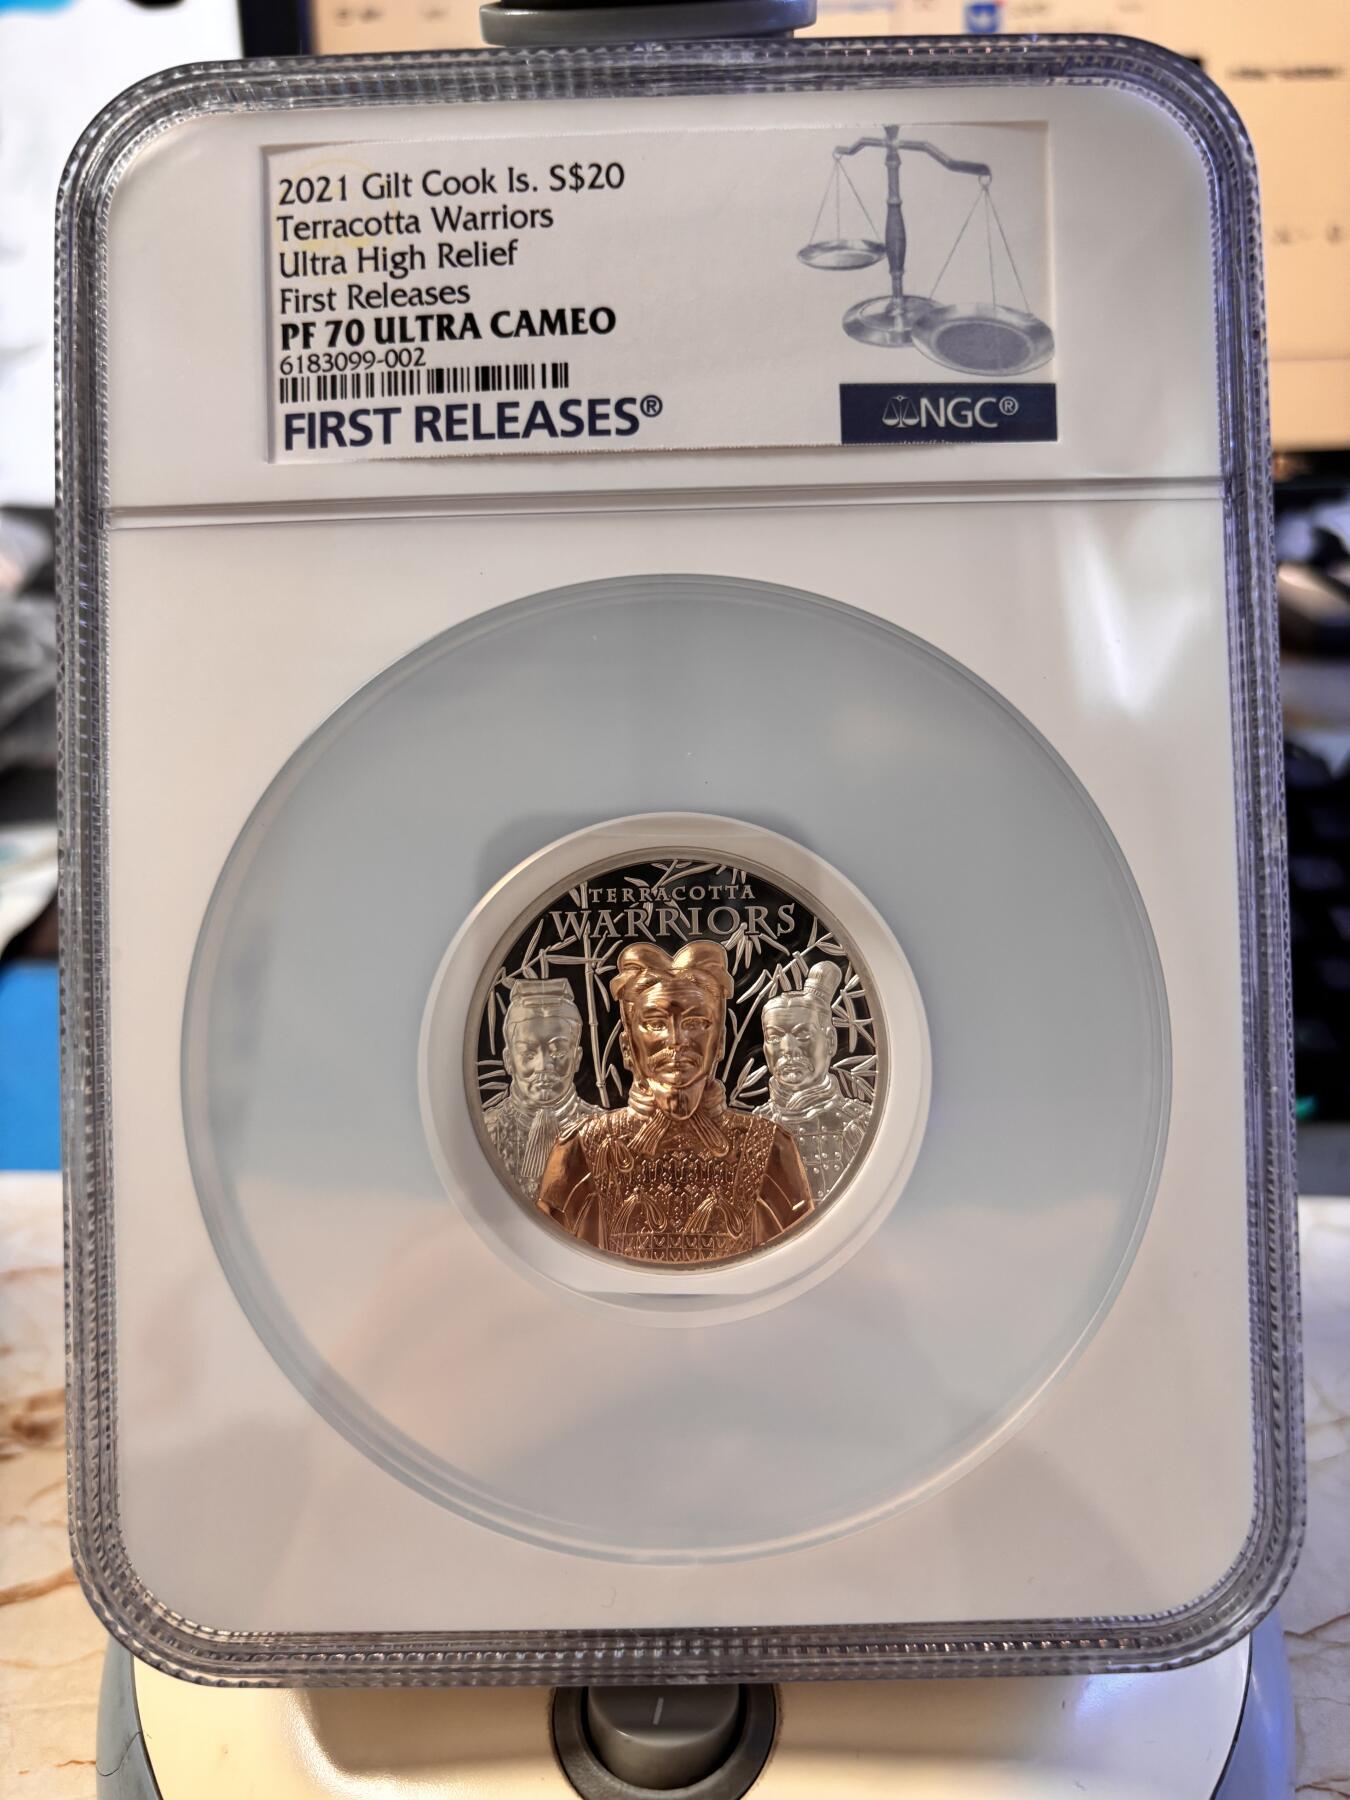 2021 Gilt Cook Is. S$20
Terracotta Warriors
Ultra High Relief
First Releases
PF 70 ULTRA CAMEO
6183099-002
FIRST RELEASES®
NGC®
TERRACOTTA
WARRIORS